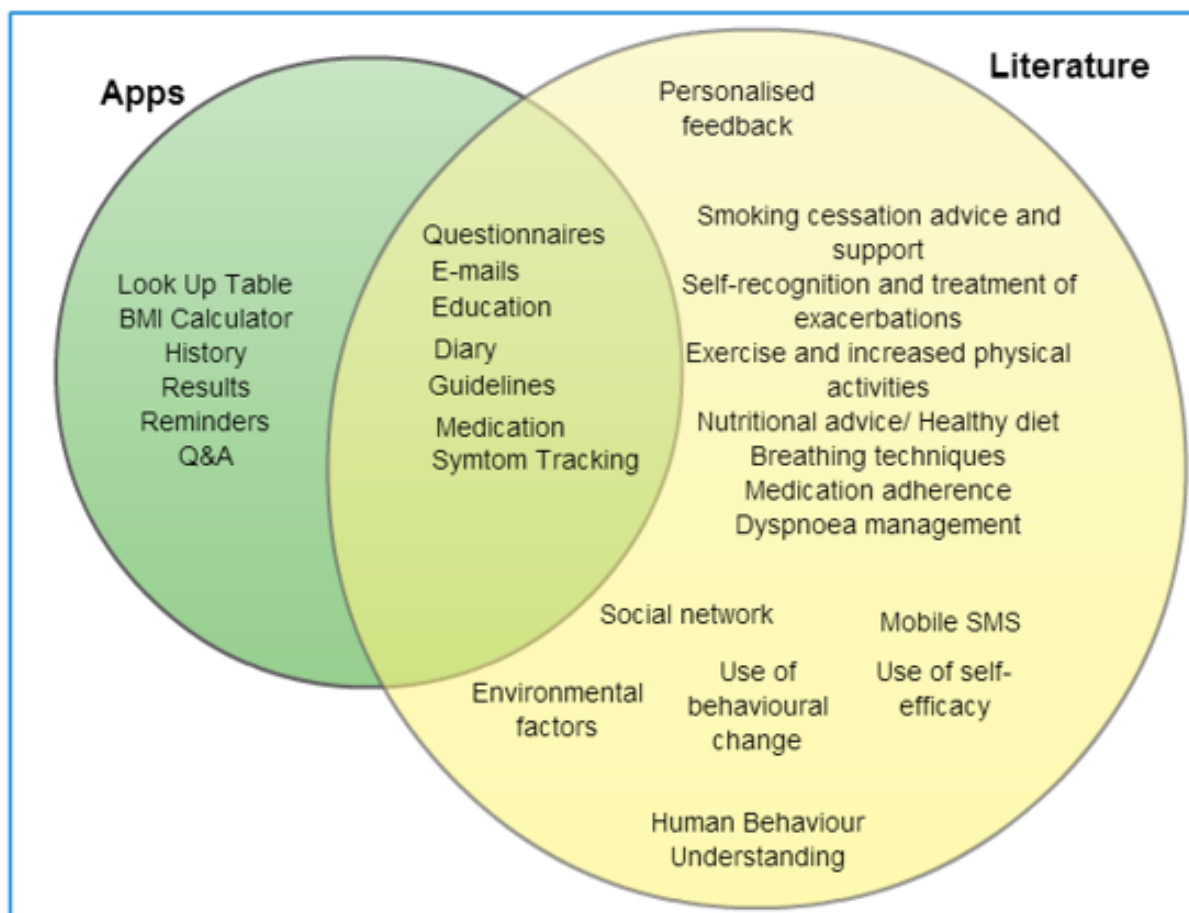 Apps
Literature
Personalised
feedback
Look Up Table
BMI Calculator
History
Results
Reminders
Q&A
Questionnaires
E-mails
Education
Diary
Guidelines
Medication
Symtom Tracking
Smoking cessation advice and
support
Self-recognition and treatment of
exacerbations
Exercise and increased physical
activities
Nutritional advice/ Healthy diet
Breathing techniques
Medication adherence
Dyspnoea management
Social network
Mobile SMS
Environmental
factors
Use of
behavioural
change
Use of self-
efficacy
Human Behaviour
Understanding